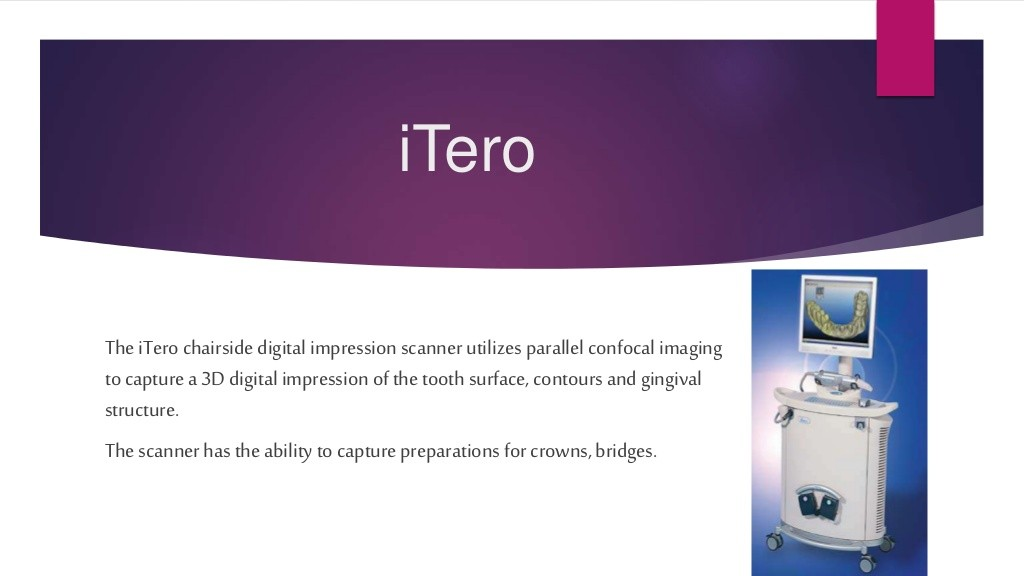 iTero
The iTero chairside digital impression scanner utilizes parallel confocal imaging
to capture a 3D digital impression of the tooth surface, contours and gingival
structure.
The scanner has the ability to capture preparations for crowns, bridges.